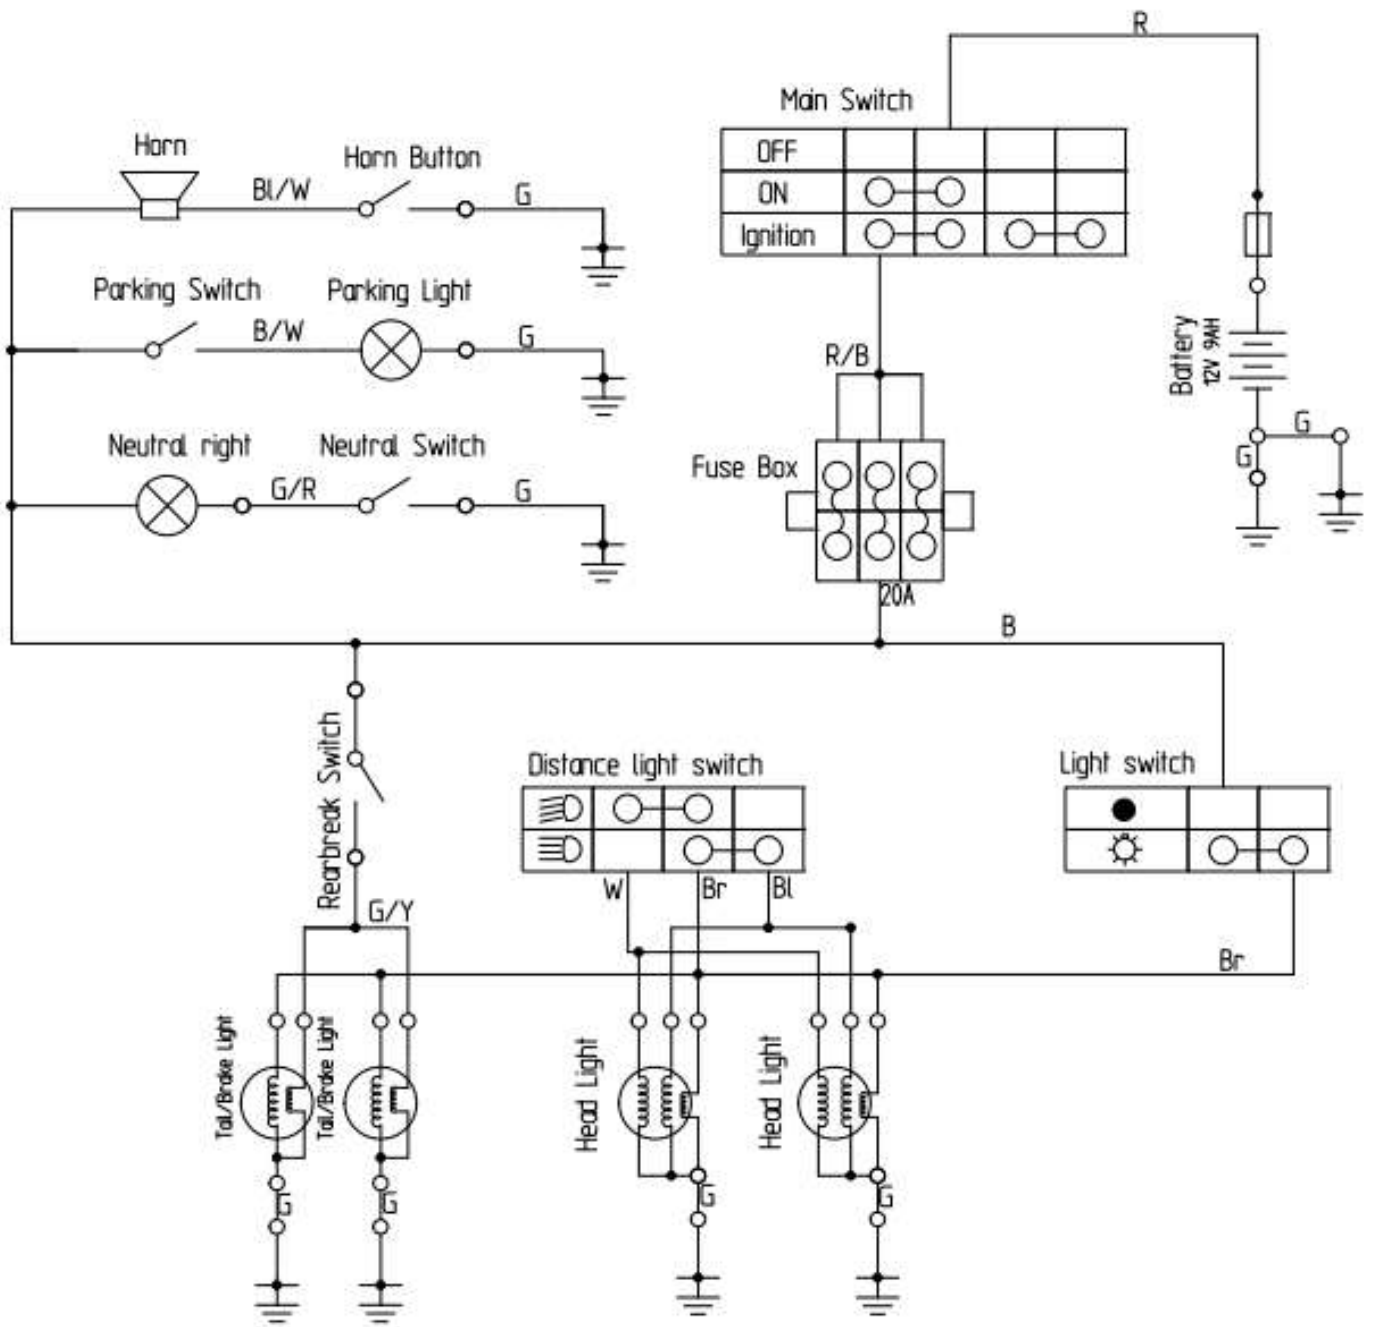 R
Main Switch
OFF
ON
Ignition
Horn
Horn Button
Bl/W
G
Parking Switch
Parking Light
B/W
G
R/B
Battery
12V 9AH
G
G
Neutral right
Neutral Switch
G/R
G
Fuse Box
20A
B
Rearbreak Switch
Distance light switch
Light switch
W
Br
Bl
G/Y
Br
Tail/Brake Light
Tail/Brake Light
Head Light
Head Light
G
G
G
G